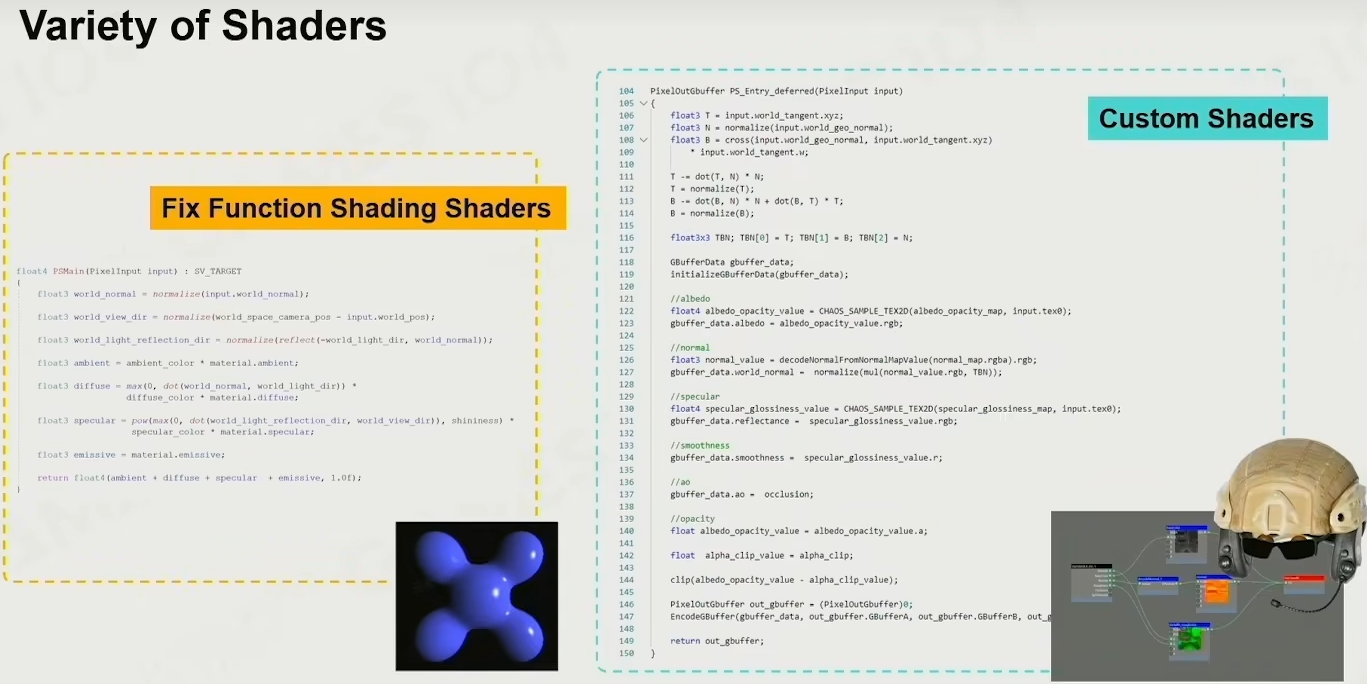 Variety of Shaders
Fix Function Shading Shaders
float4 PSMain(PixelInput input) : SV_TARGET
{
float3 world_normal = normalize(input.world_normal);
float3 world_view_dir = normalize(world_space_camera_pos - input.world_pos);
float3 world_light_reflection_dir = normalize(reflect(-world_light_dir, world_normal));
float3 ambient = ambient_color * material.ambient;
float3 diffuse = max(0, dot(world_normal, world_light_dir)) *
diffuse_color * material.diffuse;
float3 specular = pow(max(0, dot(world_light_reflection_dir, world_view_dir)), shininess) *
specular_color * material.specular;
float3 emissive = material.emissive;
return float4(ambient + diffuse + specular + emissive, 1.0f);
}
Custom Shaders
104 PixelOutGbuffer PS_Entry_deferred(PixelInput input)
105 {
106 float3 T = input.world_tangent.xyz;
107 float3 N = normalize(input.world_geo_normal);
108 float3 B = cross(input.world_geo_normal, input.world_tangent.xyz)
109 * input.world_tangent.w;
110
111 T -= dot(T, N) * N;
112 T = normalize(T);
113 B -= dot(B, N) * N + dot(B, T) * T;
114 B = normalize(B);
115
116 float3x3 TBN; TBN[0] = T; TBN[1] = B; TBN[2] = N;
117
118 GBufferData gbuffer_data;
119 initializeGBufferData(gbuffer_data);
120
121 //albedo
122 float4 albedo_opacity_value = CHAOS_SAMPLE_TEX2D(albedo_opacity_map, input.tex0);
123 gbuffer_data.albedo = albedo_opacity_value.rgb;
124
125 //normal
126 float3 normal_value = decodeNormalFromNormalMapValue(normal_map.rgba).rgb;
127 gbuffer_data.world_normal = normalize(mul(normal_value.rgb, TBN));
128
129 //specular
130 float4 specular_glossiness_value = CHAOS_SAMPLE_TEX2D(specular_glossiness_map, input.tex0);
131 gbuffer_data.reflectance = specular_glossiness_value.rgb;
132
133 //smoothness
134 gbuffer_data.smoothness = specular_glossiness_value.r;
135
136 //ao
137 gbuffer_data.ao = occlusion;
138
139 //opacity
140 float albedo_opacity_value = albedo_opacity_value.a;
141
142 float alpha_clip_value = alpha_clip;
143
144 clip(albedo_opacity_value - alpha_clip_value);
145
146 PixelOutGbuffer out_gbuffer = (PixelOutGbuffer)0;
147 EncodeGBuffer(gbuffer_data, out_gbuffer.GBufferA, out_gbuffer.GBufferB, out_g
148
149 return out_gbuffer;
150 }